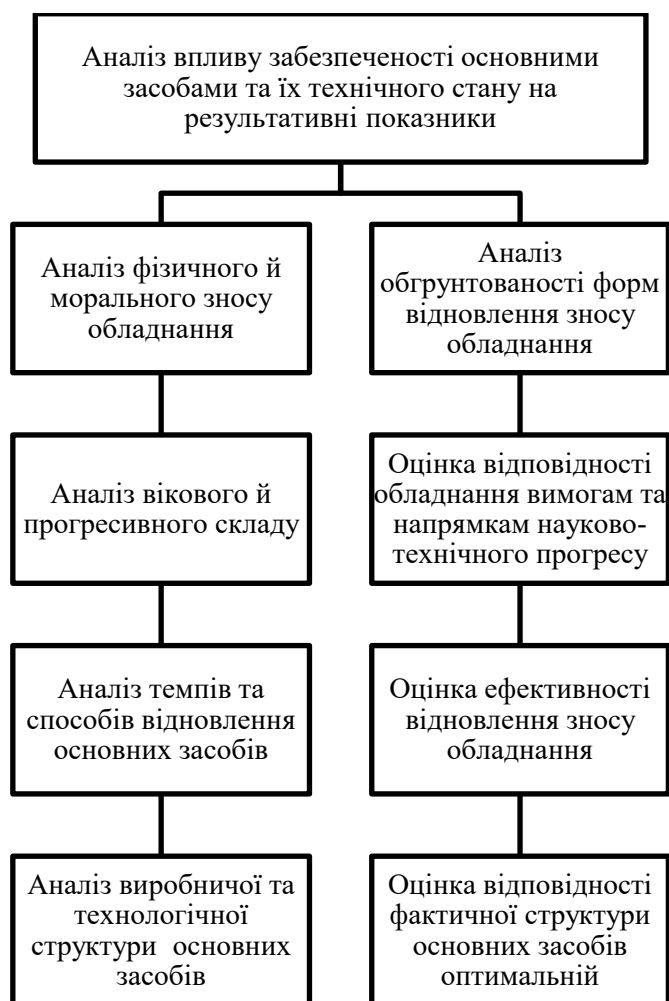 Аналіз впливу забезпеченості основними
засобами та їх технічного стану на
результативні показники
Аналіз фізичного й
морального зносу
обладнання
Аналіз
обгрунтованості форм
відновлення зносу
обладнання
Аналіз вікового й
прогресивного складу
Оцінка відповідності
обладнання вимогам та
напрямкам науково-
технічного прогресу
Аналіз темпів та
способів відновлення
основних засобів
Оцінка ефективності
відновлення зносу
обладнання
Аналіз виробничої та
технологічної
структури основних
засобів
Оцінка відповідності
фактичної структури
основних засобів
оптимальній